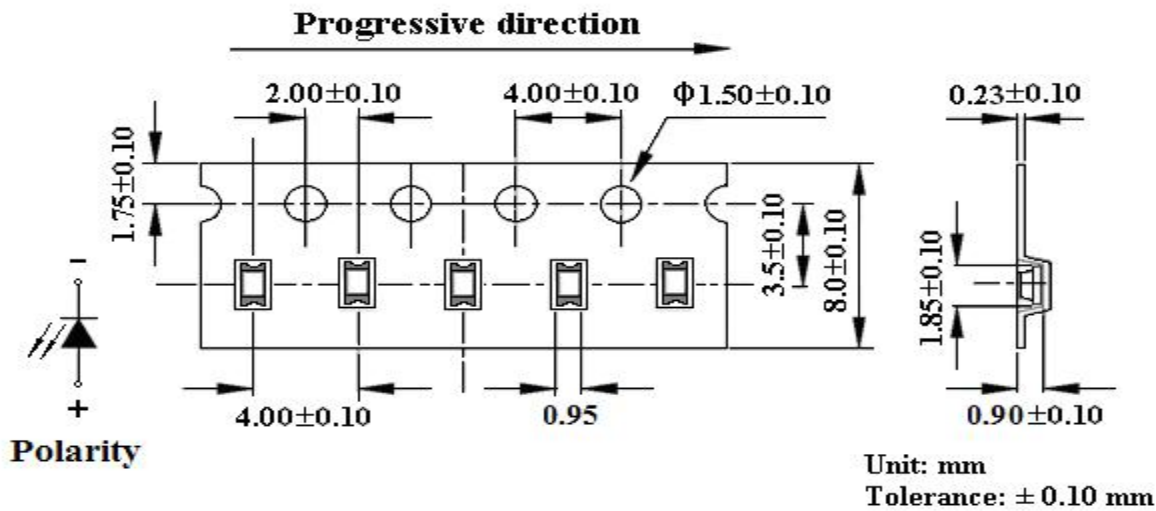 Progressive direction
2.00±0.10
4.00±0.10
Φ1.50±0.10
0.23±0.10
1.75±0.10
3.5±0.10
8.0±0.10
1.85±0.10
-
+
Polarity
4.00±0.10
0.95
0.90±0.10
Unit: mm
Tolerance: ± 0.10 mm